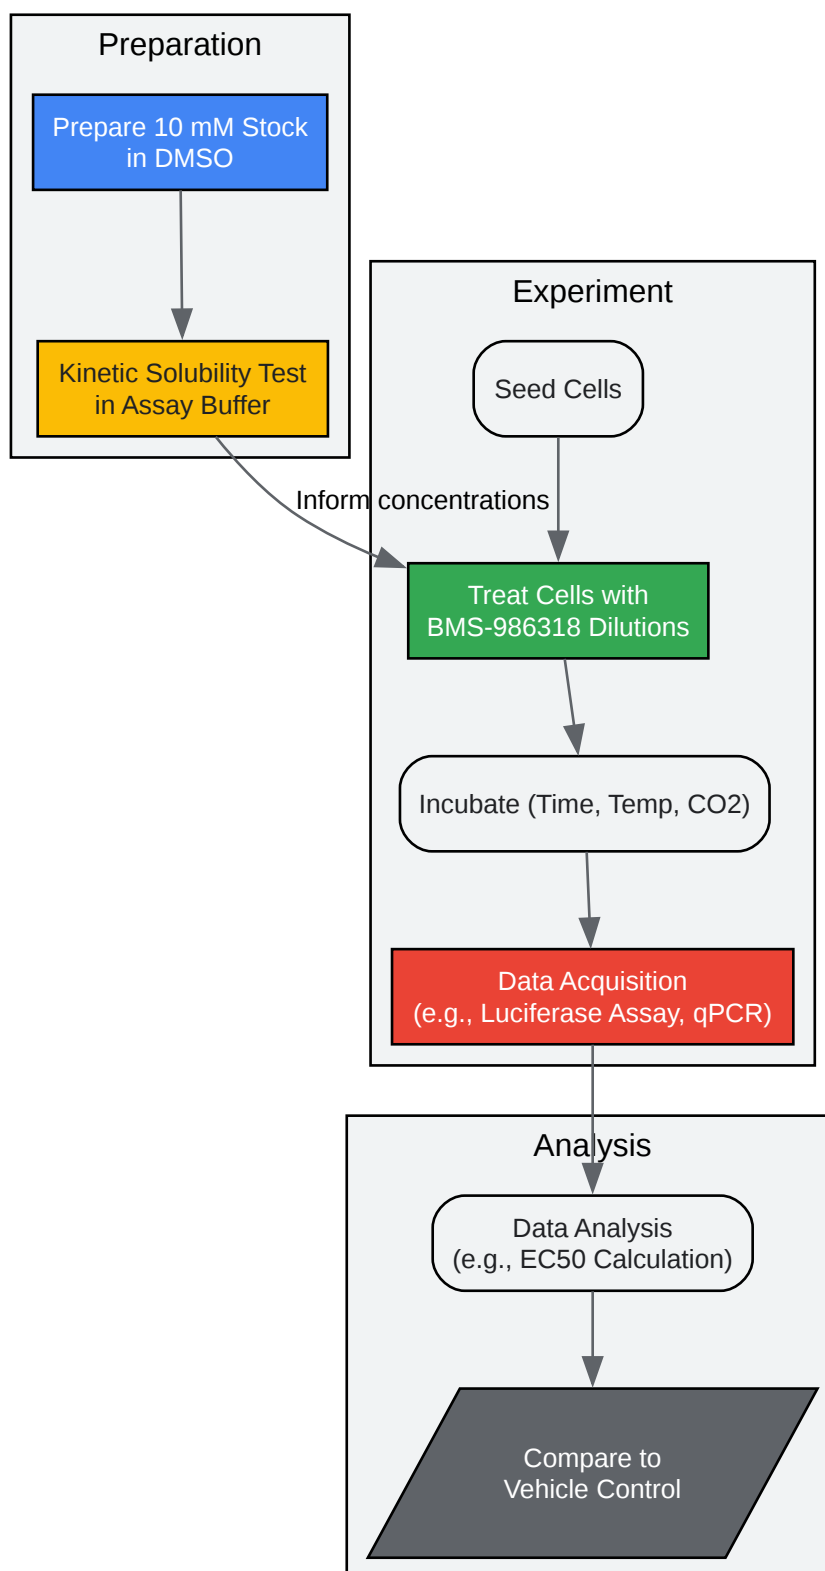 Preparation
Prepare 10 mM Stock
in DMSO
Kinetic Solubility Test
in Assay Buffer
Inform concentrations
Experiment
Seed Cells
Treat Cells with
BMS-986318 Dilutions
Incubate (Time, Temp, CO2)
Data Acquisition
(e.g., Luciferase Assay, qPCR)
Analysis
Data Analysis
(e.g., EC50 Calculation)
Compare to
Vehicle Control